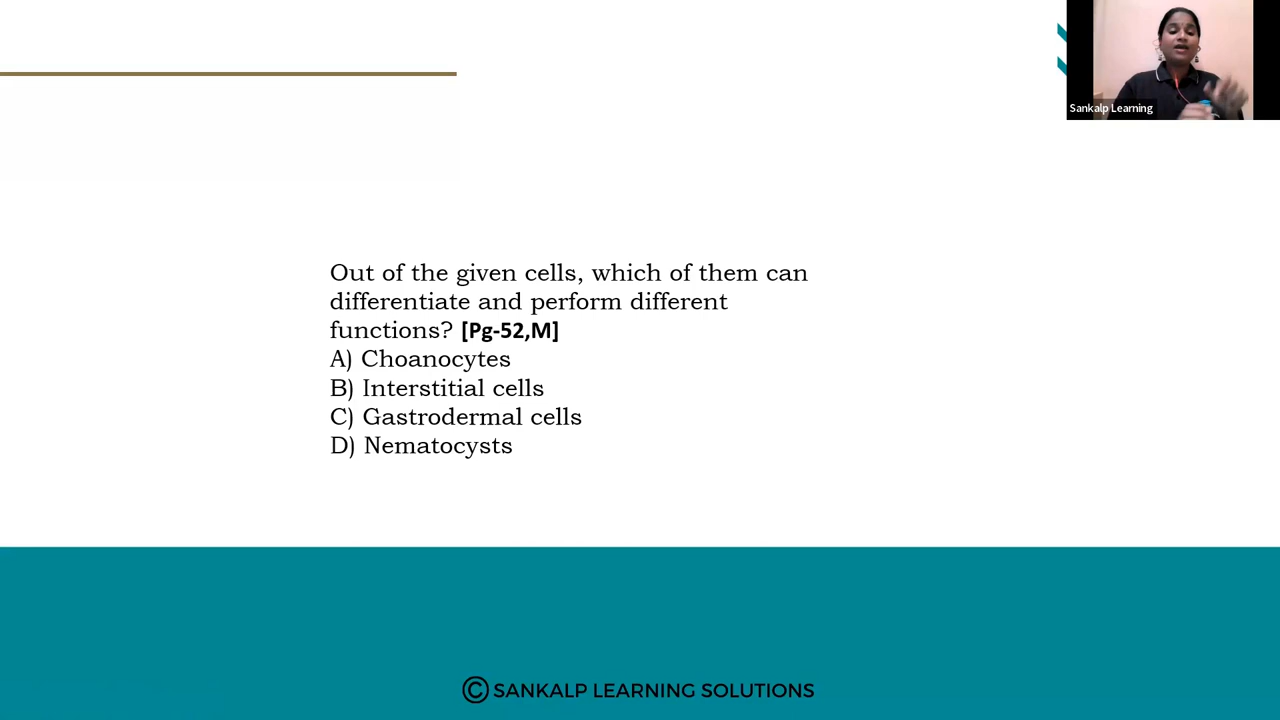 Sankalp Learning
Out of the given cells, which of them can
differentiate and perform different
functions? [Pg-52,M]
A) Choanocytes
B) Interstitial cells
C) Gastrodermal cells
D) Nematocysts
© SANKALP LEARNING SOLUTIONS